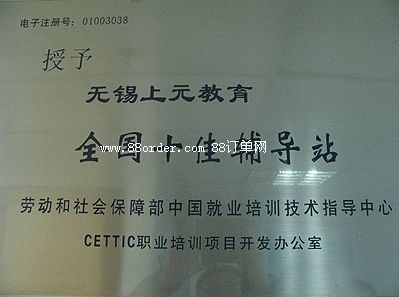 电子注册号：01003038
授予
无锡上元教育
全国十佳辅导站
www.88order.com 88订单网
劳动和社会保障部中国就业培训技术指导中心
CETTIC职业培训项目开发办公室